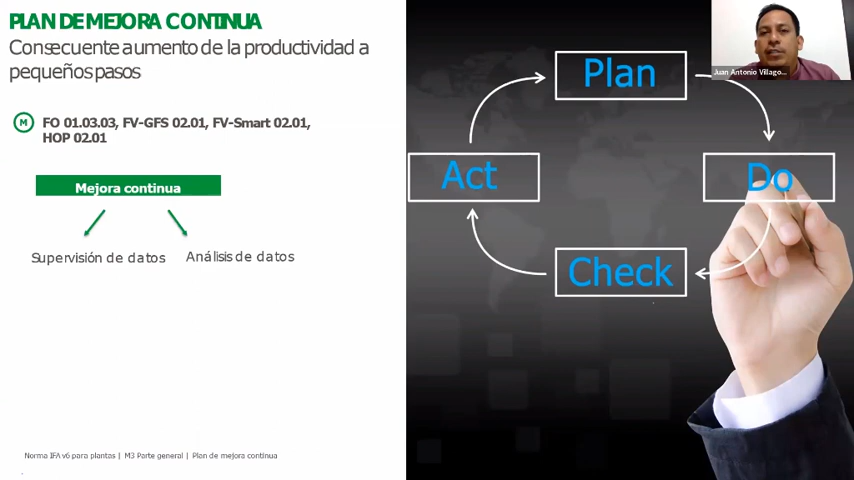 PLAN DE MEJORA CONTINUA
Consecuente aumento de la productividad a
pequeños pasos
M
FO 01.03.03, FV-GFS 02.01, FV-Smart 02.01,
HOP 02.01
Mejora continua
Supervisión de datos
Análisis de datos
Norma IFA v6 para plantas | M3 Parte general | Plan de mejora continua
Plan
Act
Do
Check
Juan Antonio Villago...